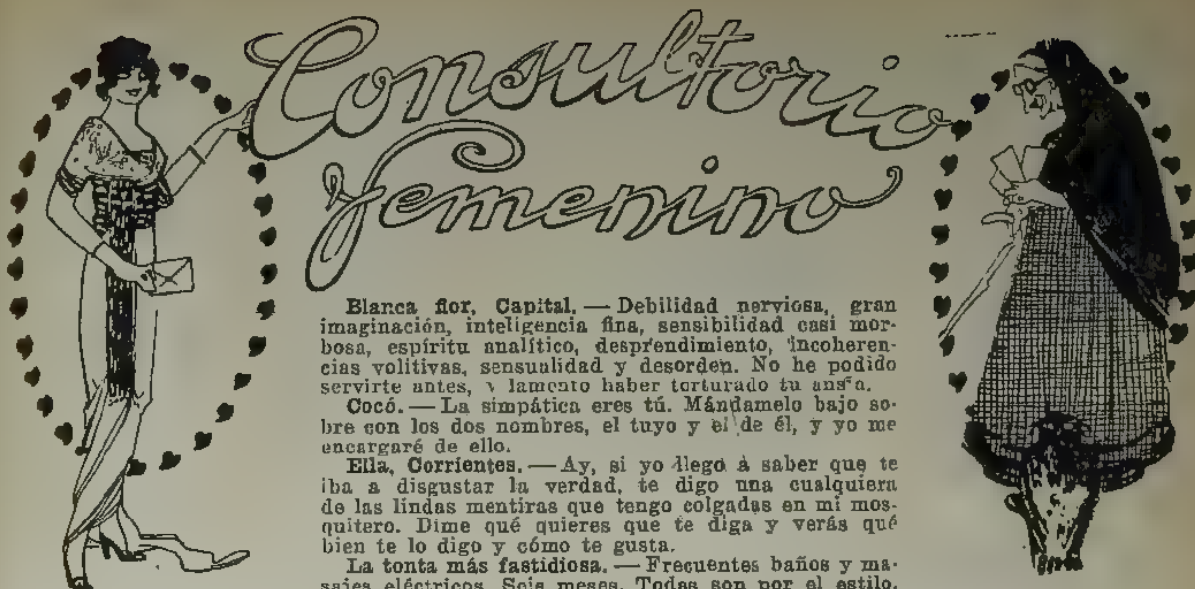 Consultorio
femenino
Blanca flor, Capital. — Debilidad nerviosa, gran
imaginación, inteligencia fina, sensibilidad casi mor-
bosa, espíritu analítico, desprendimiento, incoheren-
cias volitivas, sensualidad y desorden. No he podido
servirte antes, y lamento haber torturado tu ansia.
Cocó. — La simpática eres tú. Mándamelo bajo so-
bre con los dos nombres, el tuyo y el de él, y yo me
encargaré de ello.
Ella, Corrientes. — Ay, si yo llego á saber que te
iba a disgustar la verdad, te digo una cualquiera
de las lindas mentiras que tengo colgadas en mi mos-
quitero. Dime qué quieres que te diga y verás qué
bien te lo digo y cómo te gusta.
La tonta más fastidiosa. — Frecuentes baños y ma-
sajes eléctricos. Seis meses. Todas son por el estilo.